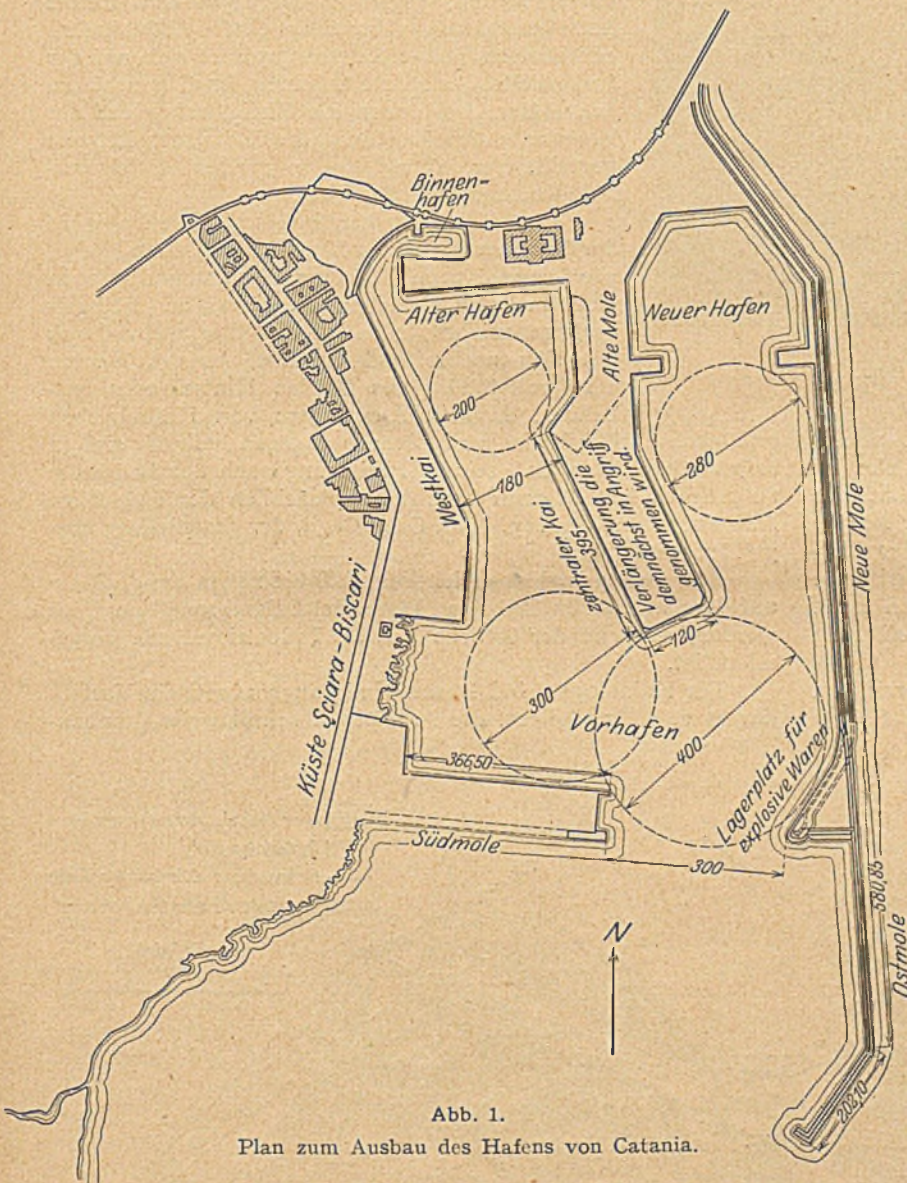 Binnen-
hafen
Alter Hafen
Alte Mole
Neuer Hafen
200
280
180
Westkai
zentraler Kai
395
Verlängerung die
demnächst in Angriff
genommen wird.
Neue Mole
120
Küste Sciara-Biscari
300
Vorhafen
400
366,50
Lagerplatz für
explosive Waren
Südmole
300
580,85
Ostmole
N
202,10
Abb. 1.
Plan zum Ausbau des Hafens von Catania.